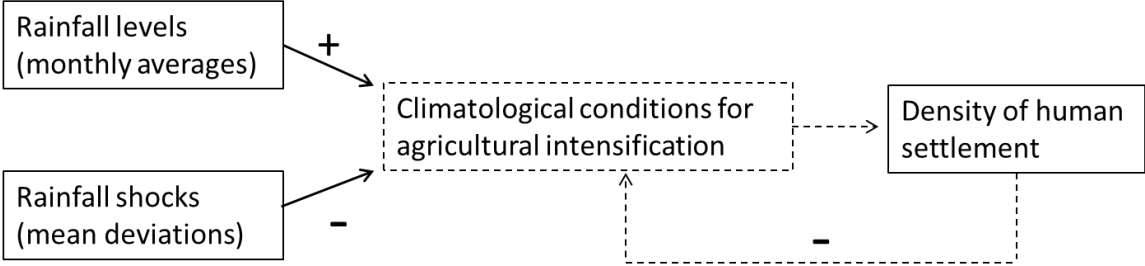 Rainfall levels
(monthly averages)
+
Climatological conditions for
agricultural intensification
Density of human
settlement
Rainfall shocks
(mean deviations)
-
-